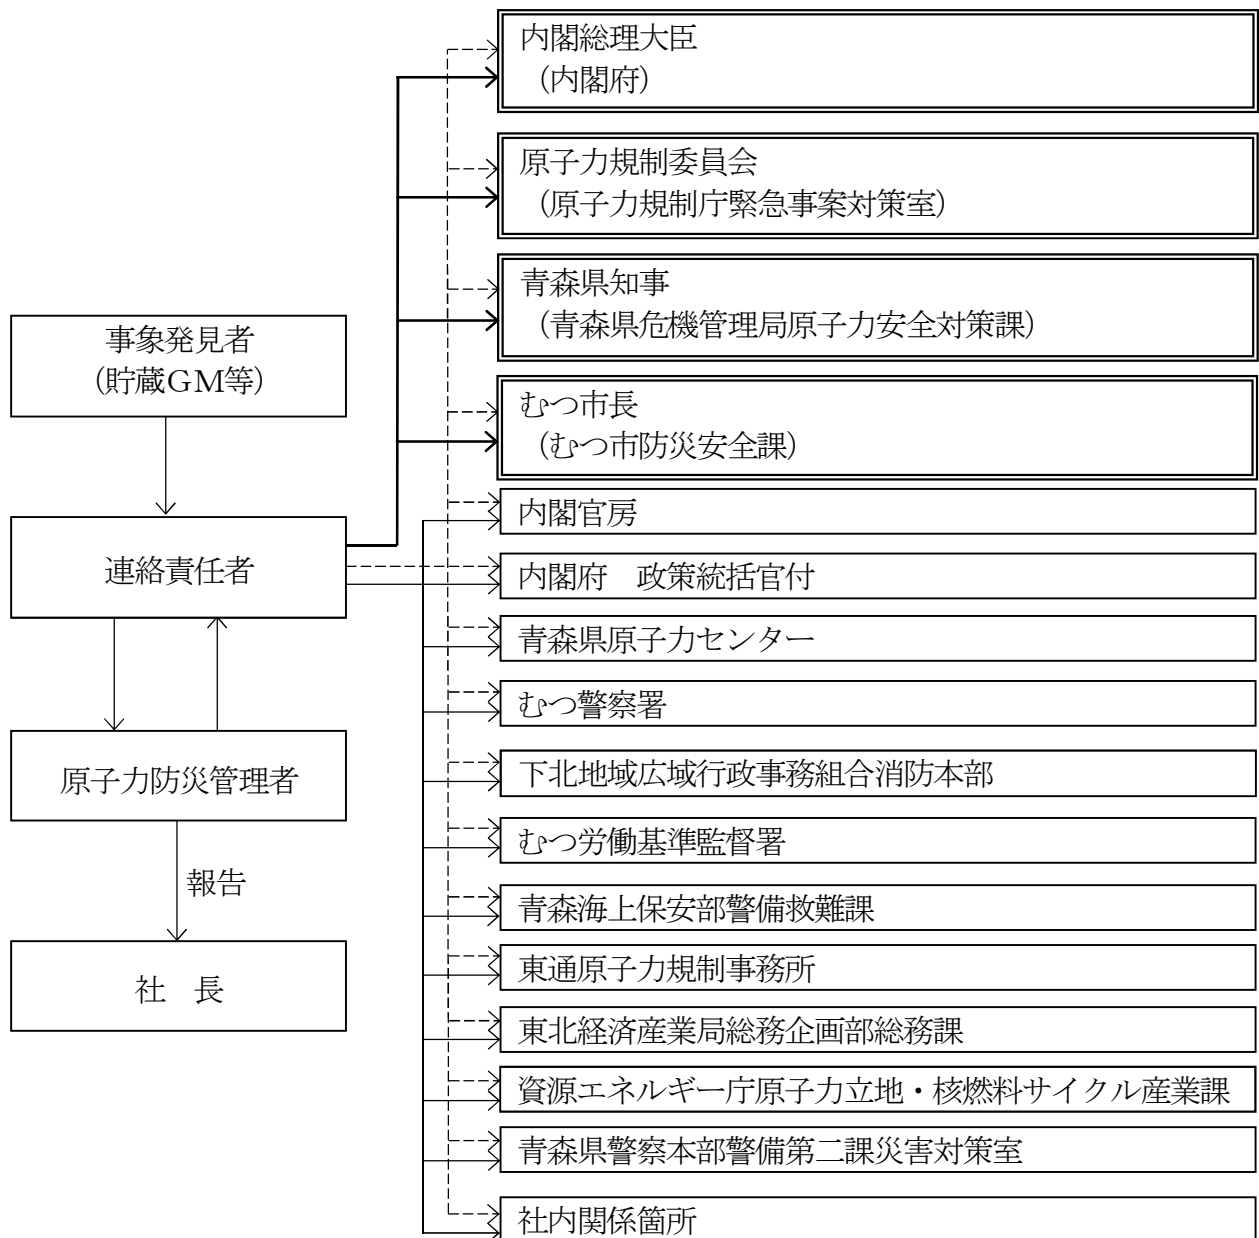 事象発見者
（貯蔵ＧＭ等）
連絡責任者
原子力防災管理者
報告
社　長
内閣総理大臣
（内閣府）
原子力規制委員会
（原子力規制庁緊急事案対策室）
青森県知事
（青森県危機管理局原子力安全対策課）
むつ市長
（むつ市防災安全課）
内閣官房
内閣府　政策統括官付
青森県原子力センター
むつ警察署
下北地域広域行政事務組合消防本部
むつ労働基準監督署
青森海上保安部警備救難課
東通原子力規制事務所
東北経済産業局総務企画部総務課
資源エネルギー庁原子力立地・核燃料サイクル産業課
青森県警察本部警備第二課災害対策室
社内関係箇所